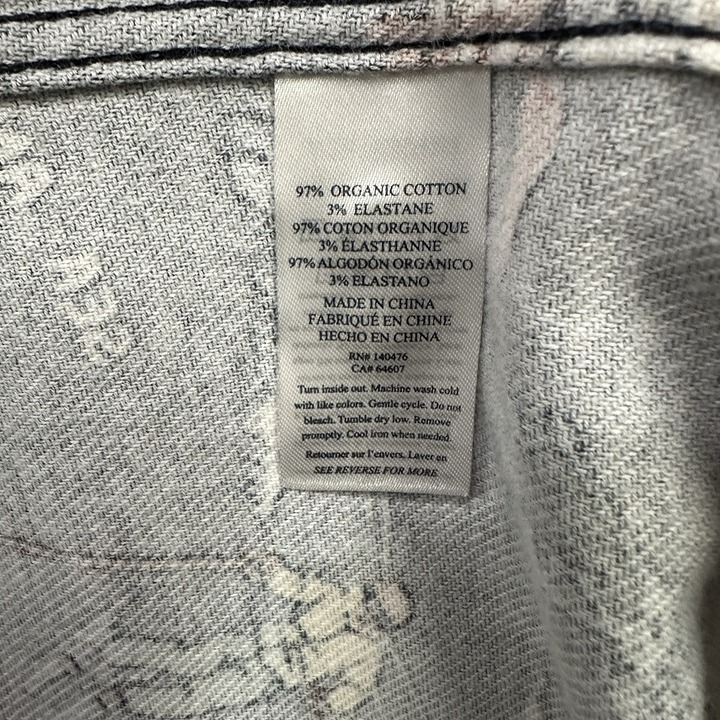 97% ORGANIC COTTON
3% ELASTANE
97% COTON ORGANIQUE
3% ÉLASTHANNE
97% ALGODÓN ORGÁNICO
3% ELASTANO
MADE IN CHINA
FABRIQUÉ EN CHINE
HECHO EN CHINA
RN# 140476
CA# 64607
Turn inside out. Machine wash cold
with like colors. Gentle cycle. Do not
bleach. Tumble dry low. Remove
promptly. Cool iron when needed.
Retourner sur l'envers. Laver en
SEE REVERSE FOR MORE